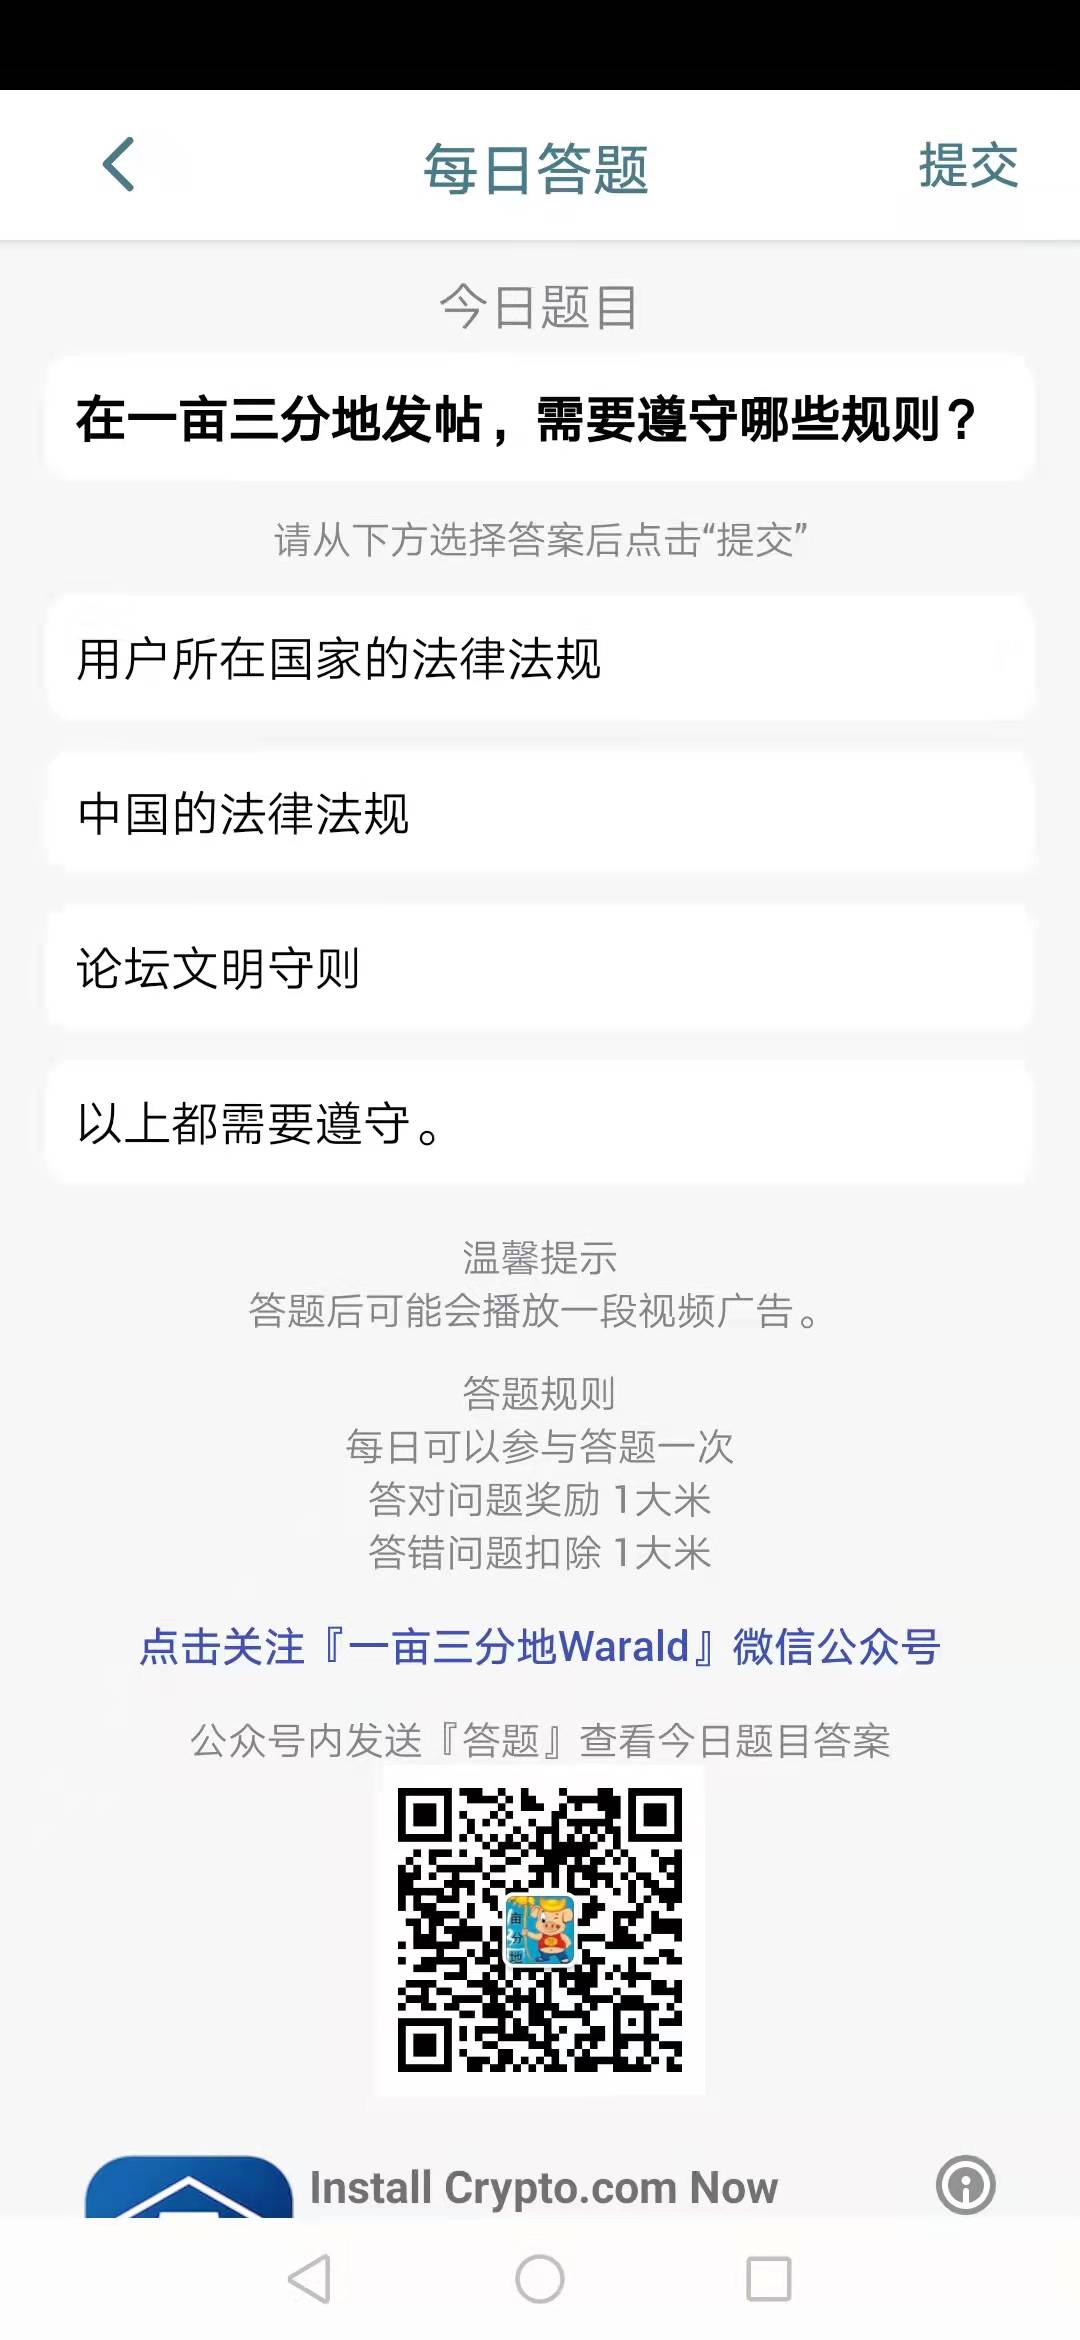 每日答题
提交
今日题目
在一亩三分地发帖，需要遵守哪些规则？
请从下方选择答案后点击“提交”
用户所在国家的法律法规
中国的法律法规
论坛文明守则
以上都需要遵守。
温馨提示
答题后可能会播放一段视频广告。
答题规则
每日可以参与答题一次
答对问题奖励 1大米
答错问题扣除 1大米
点击关注『一亩三分地Warald』微信公众号
公众号内发送『答题』查看今日题目答案
亩
分
地
Install Crypto.com Now